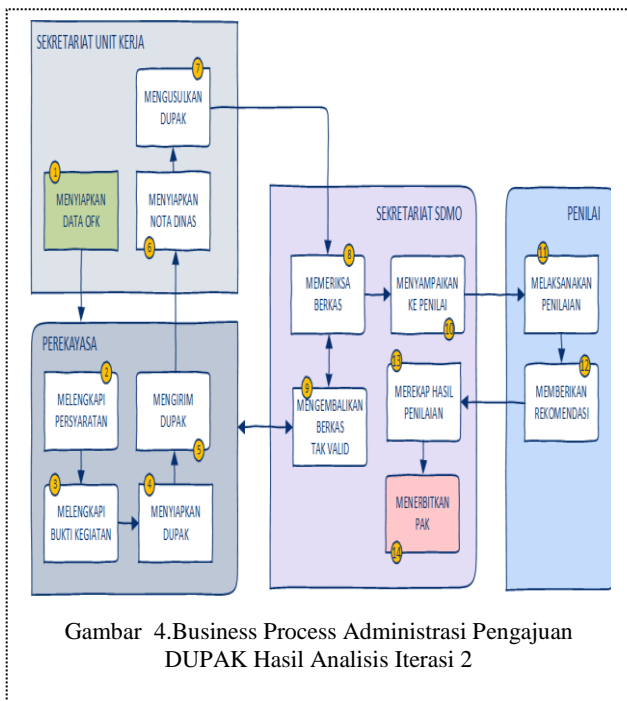 SEKRETARIAT UNIT KERJA
1
MENYIAPKAN
DATA OFK
7
MENGUSULKAN
DUPAK
MENYIAPKAN
NOTA DINAS
6
PEREKAYASA
2
MELENGKAPI
PERSYARATAN
3
MELENGKAPI
BUKTI KEGIATAN
4
MENYIAPKAN
DUPAK
MENGIRIM
DUPAK
5
SEKRETARIAT SDMO
8
MEMERIKSA
BERKAS
9
MENGEMBALIKAN
BERKAS
TAK VALID
MENYAMPAIKAN
KE PENILAI
10
13
MEREKAP HASIL
PENILAIAN
MENERBITKAN
PAK
14
PENILAI
11
MELAKSANAKAN
PENILAIAN
12
MEMBERIKAN
REKOMENDASI
Gambar 4.Business Process Administrasi Pengajuan
DUPAK Hasil Analisis Iterasi 2